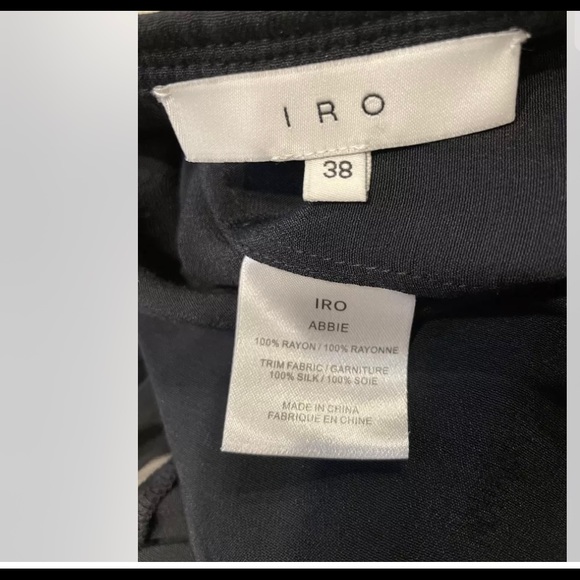 IRO
38
IRO
ABBIE
100% RAYON / 100% RAYONNE
TRIM FABRIC / GARNITURE
100% SILK / 100% SOIE
MADE IN CHINA
FABRIQUE EN CHINE